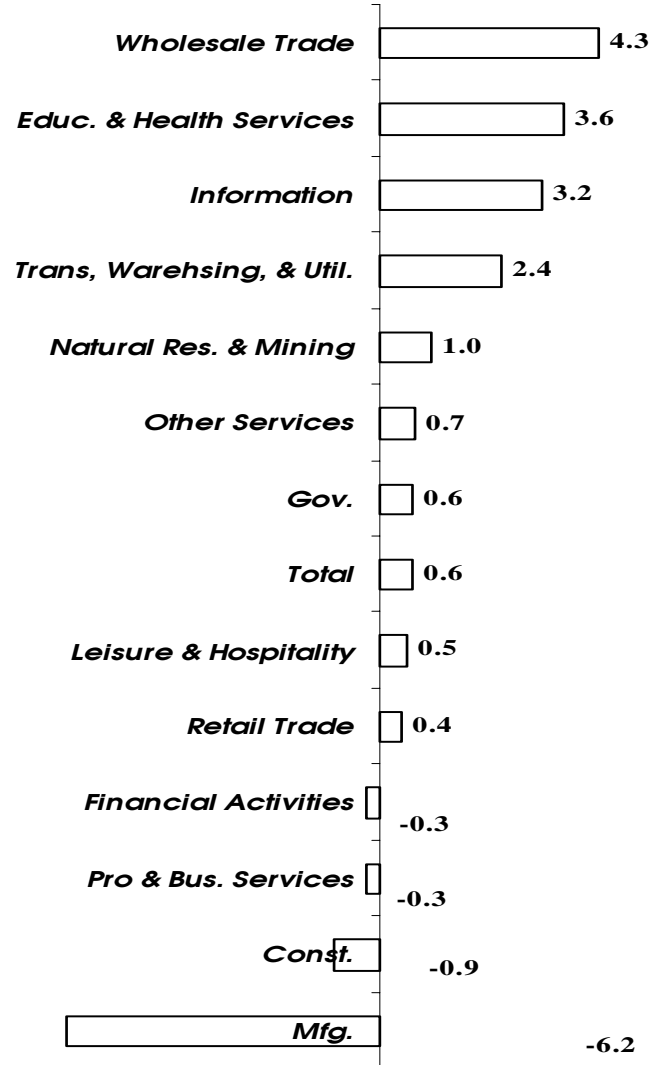 Wholesale Trade 4.3
Educ. & Health Services 3.6
Information 3.2
Trans, Warehsing, & Util. 2.4
Natural Res. & Mining 1.0
Other Services 0.7
Gov. 0.6
Total 0.6
Leisure & Hospitality 0.5
Retail Trade 0.4
Financial Activities -0.3
Pro & Bus. Services -0.3
Const. -0.9
Mfg. -6.2